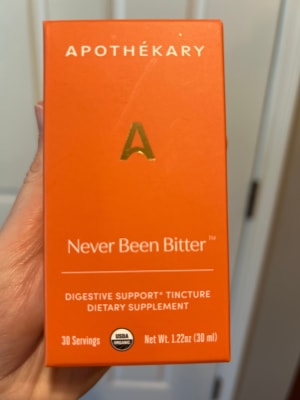 APOTHÉKARY
A
Never Been Bitter™
DIGESTIVE SUPPORT* TINCTURE
DIETARY SUPPLEMENT
30 Servings USDA ORGANIC Net Wt. 1.22oz (30 ml)